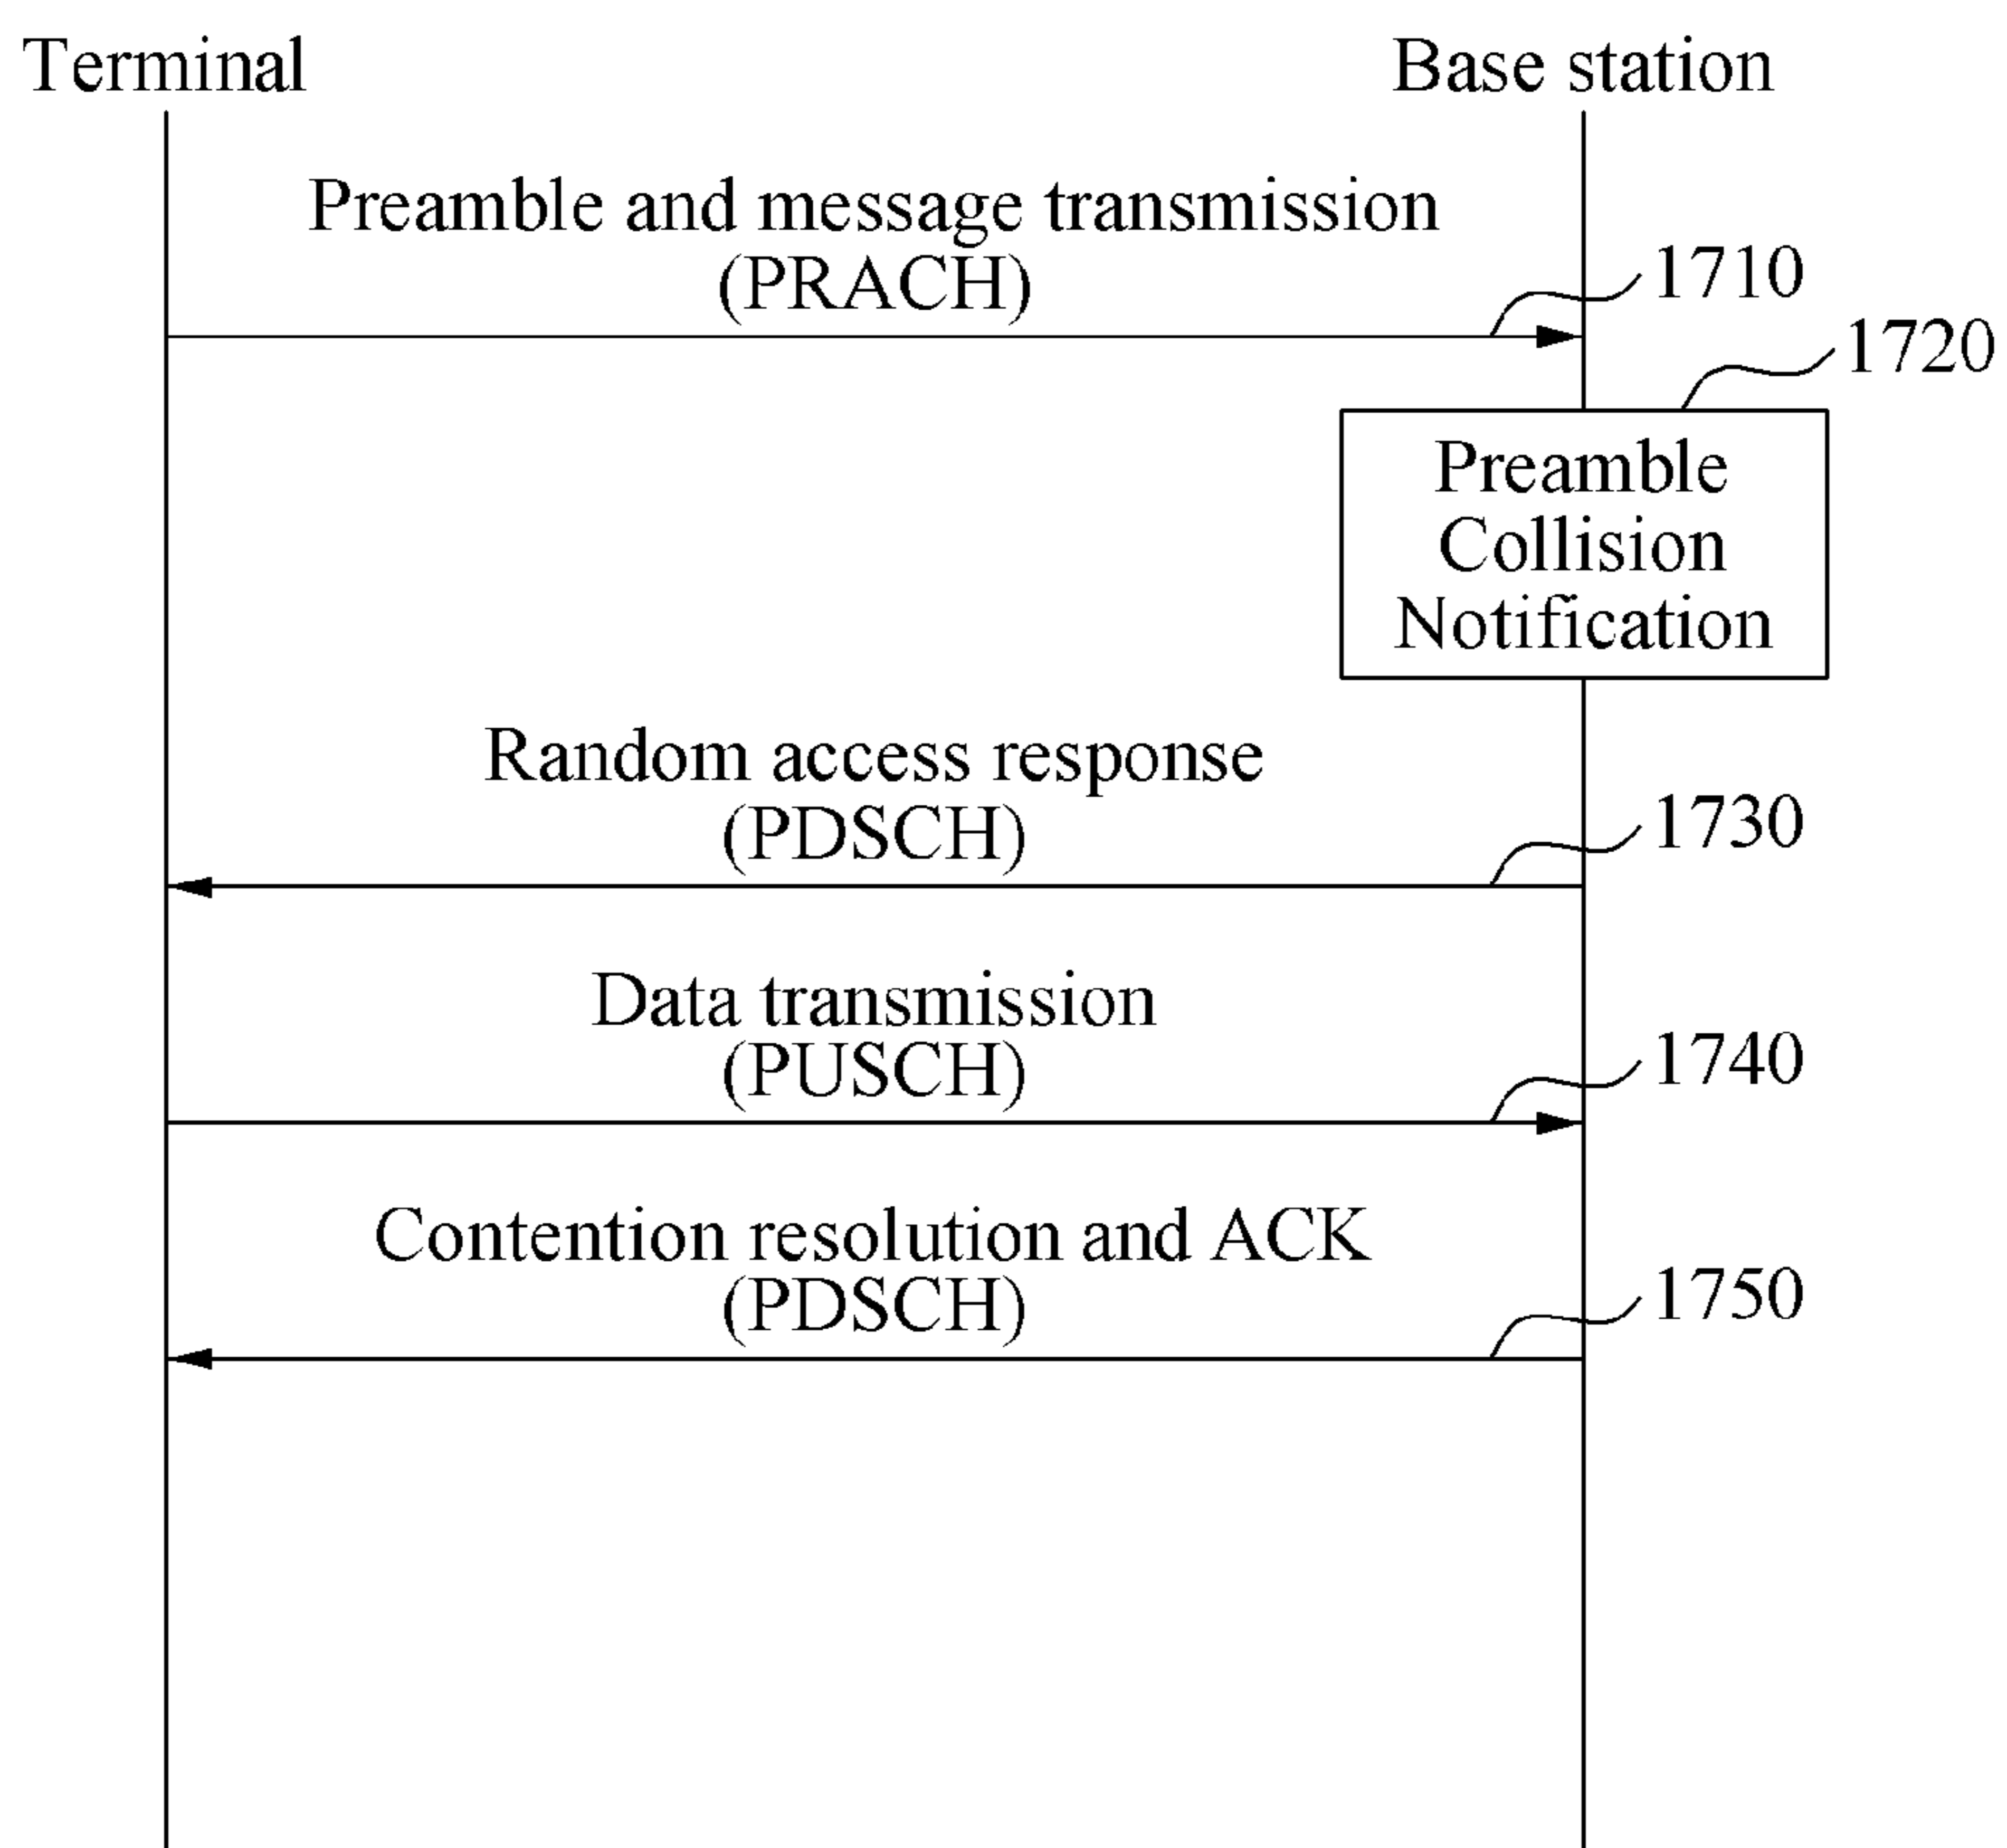 Terminal
Base station
Preamble and message transmission
(PRACH)
1710
1720
Preamble
Collision
Notification
Random access response
(PDSCH)
1730
Data transmission
(PUSCH)
1740
Contention resolution and ACK
(PDSCH)
1750